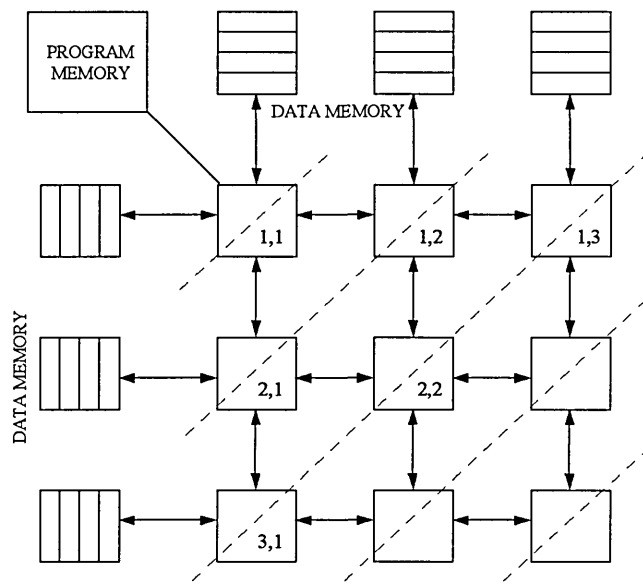 PROGRAM
MEMORY
DATA MEMORY
1,1
1,2
1,3
DATA MEMORY
2,1
2,2
3,1